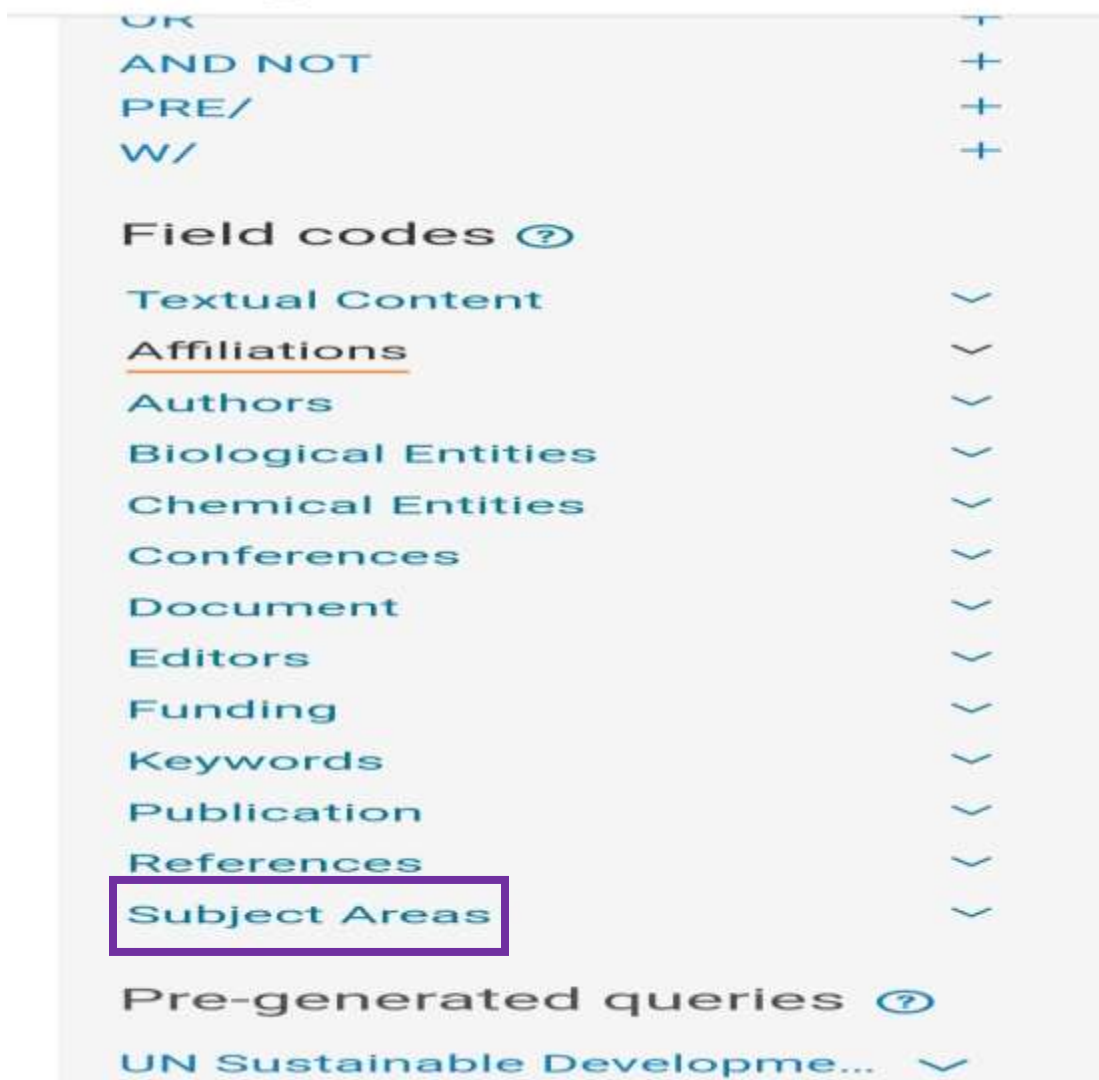 OR +
AND NOT +
PRE/ +
W/ +
Field codes ?
Textual Content
Affiliations
Authors
Biological Entities
Chemical Entities
Conferences
Document
Editors
Funding
Keywords
Publication
References
Subject Areas
Pre-generated queries ?
UN Sustainable Developme...